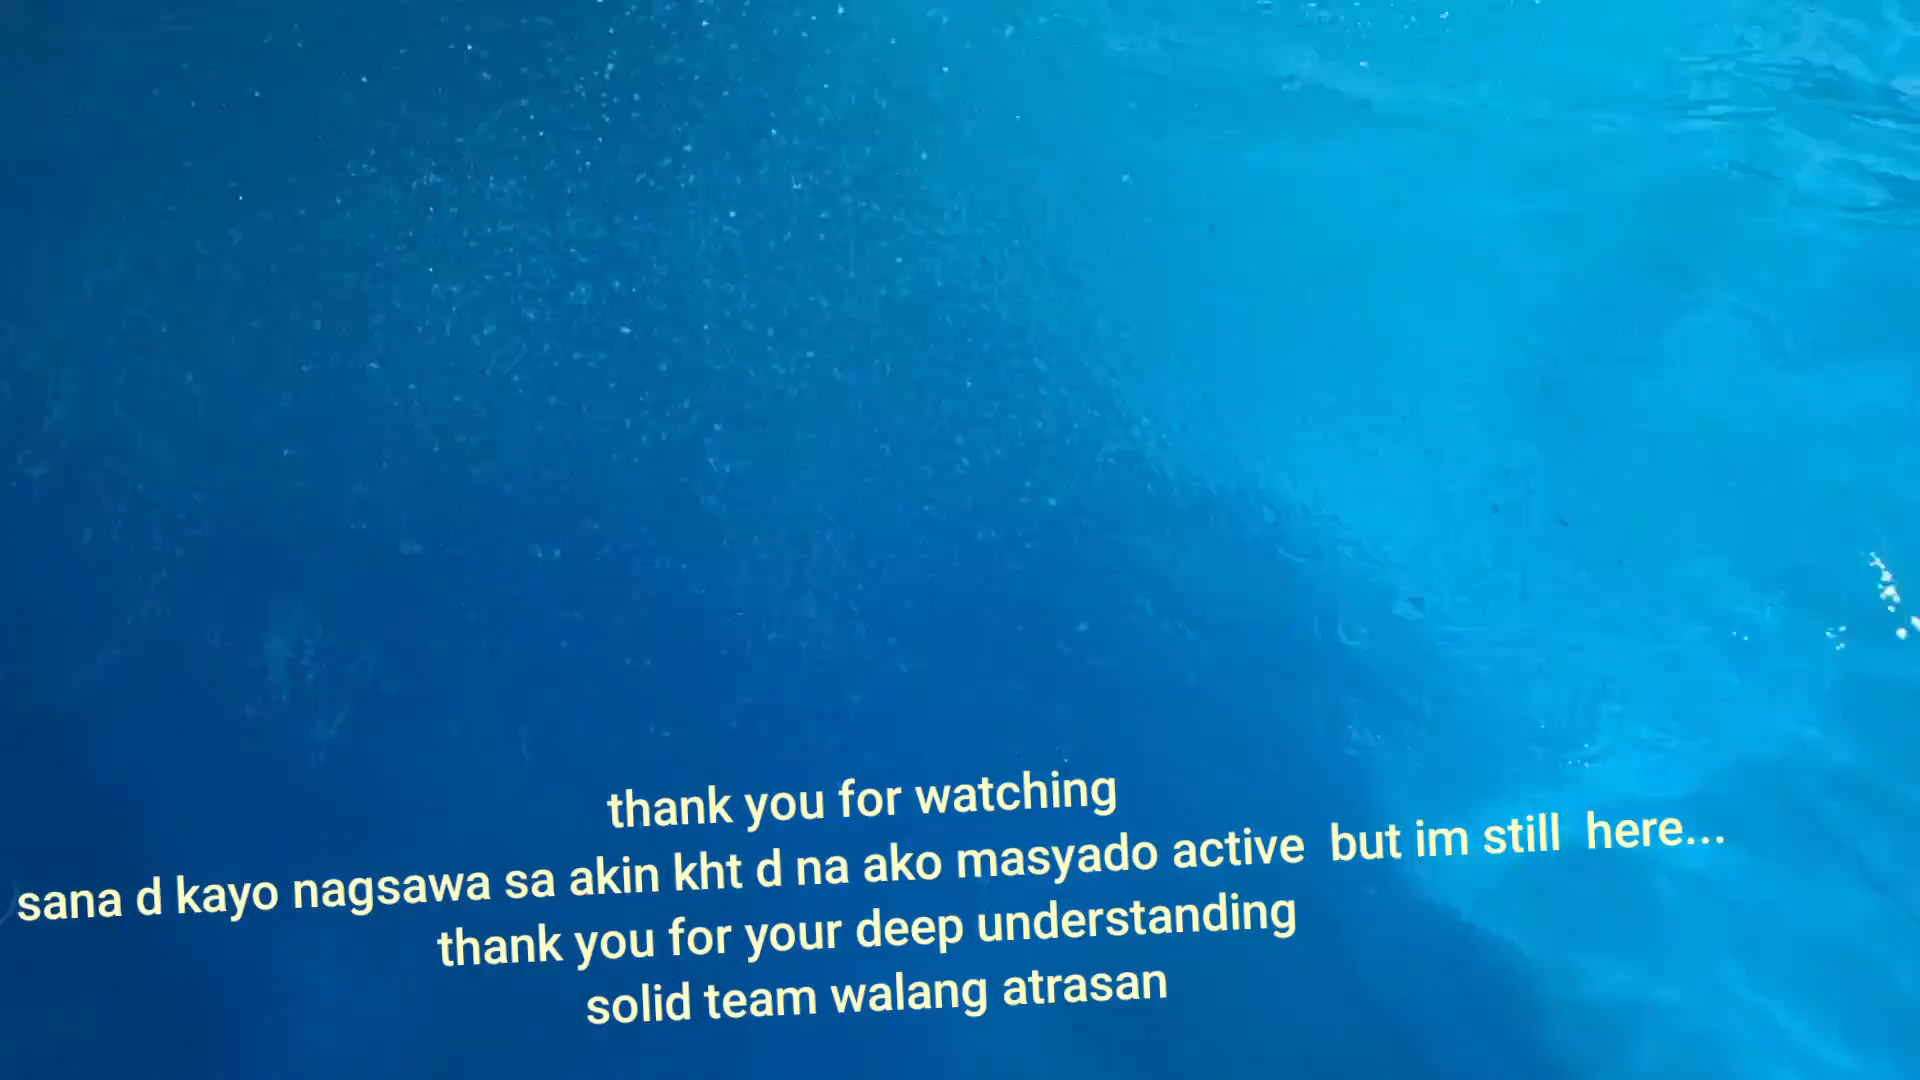 thank you for watching
sana d kayo nagsawa sa akin kht d na ako masyado active but im still here...
thank you for your deep understanding
solid team walang atrasan